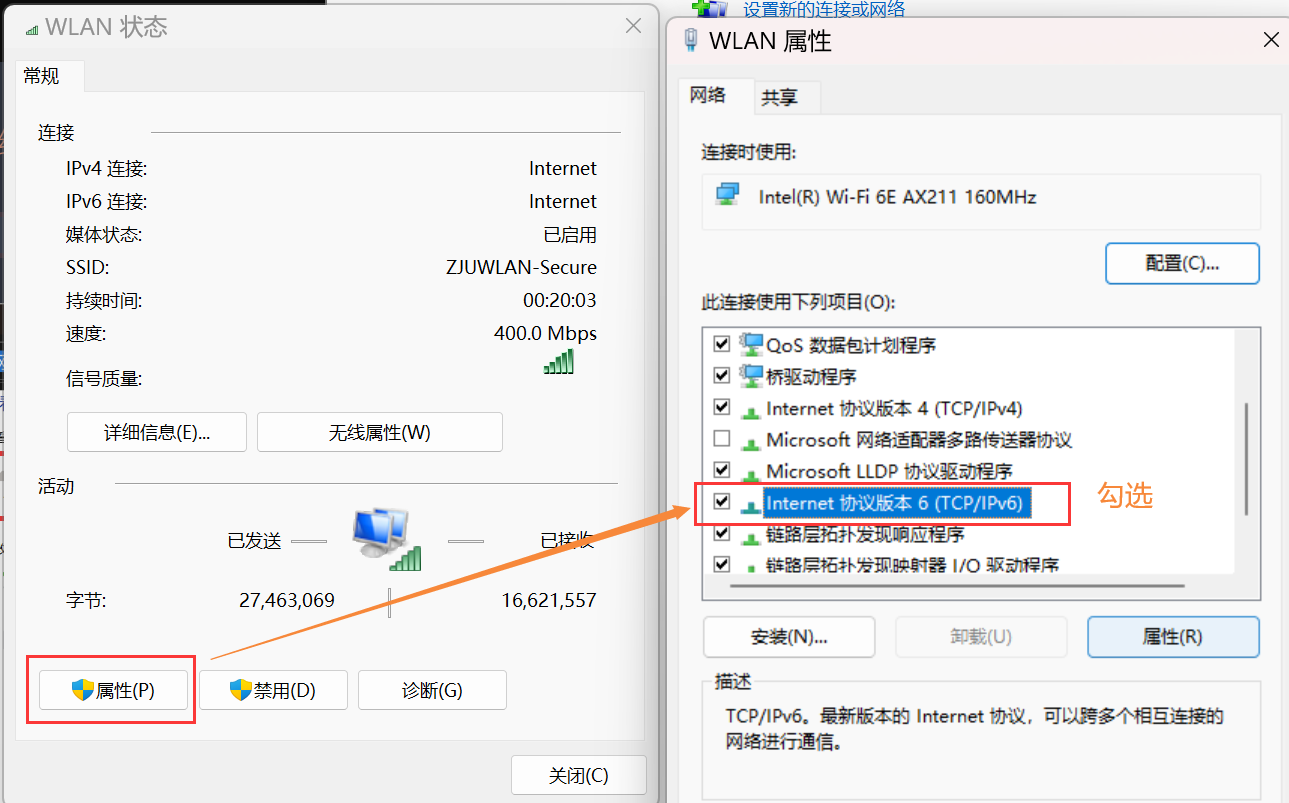 设置新的连接或网络
WLAN 状态
常规
连接
IPv4 连接: Internet
IPv6 连接: Internet
媒体状态: 已启用
SSID: ZJUWLAN-Secure
持续时间: 00:20:03
速度: 400.0 Mbps
信号质量:
详细信息(E)... 无线属性(W)
活动
已发送 已接收
字节: 27,463,069 16,621,557
属性(P) 禁用(D) 诊断(G)
关闭(C)
WLAN 属性
网络 共享
连接时使用:
Intel(R) Wi-Fi 6E AX211 160MHz
配置(C)...
此连接使用下列项目(O):
QoS 数据包计划程序
桥驱动程序
Internet 协议版本 4 (TCP/IPv4)
Microsoft 网络适配器多路传送器协议
Microsoft LLDP 协议驱动程序
Internet 协议版本 6 (TCP/IPv6)
勾选
链路层拓扑发现响应程序
链路层拓扑发现映射器 I/O 驱动程序
安装(N)... 卸载(U) 属性(R)
描述
TCP/IPv6。最新版本的 Internet 协议，可以跨多个相互连接的
网络进行通信。